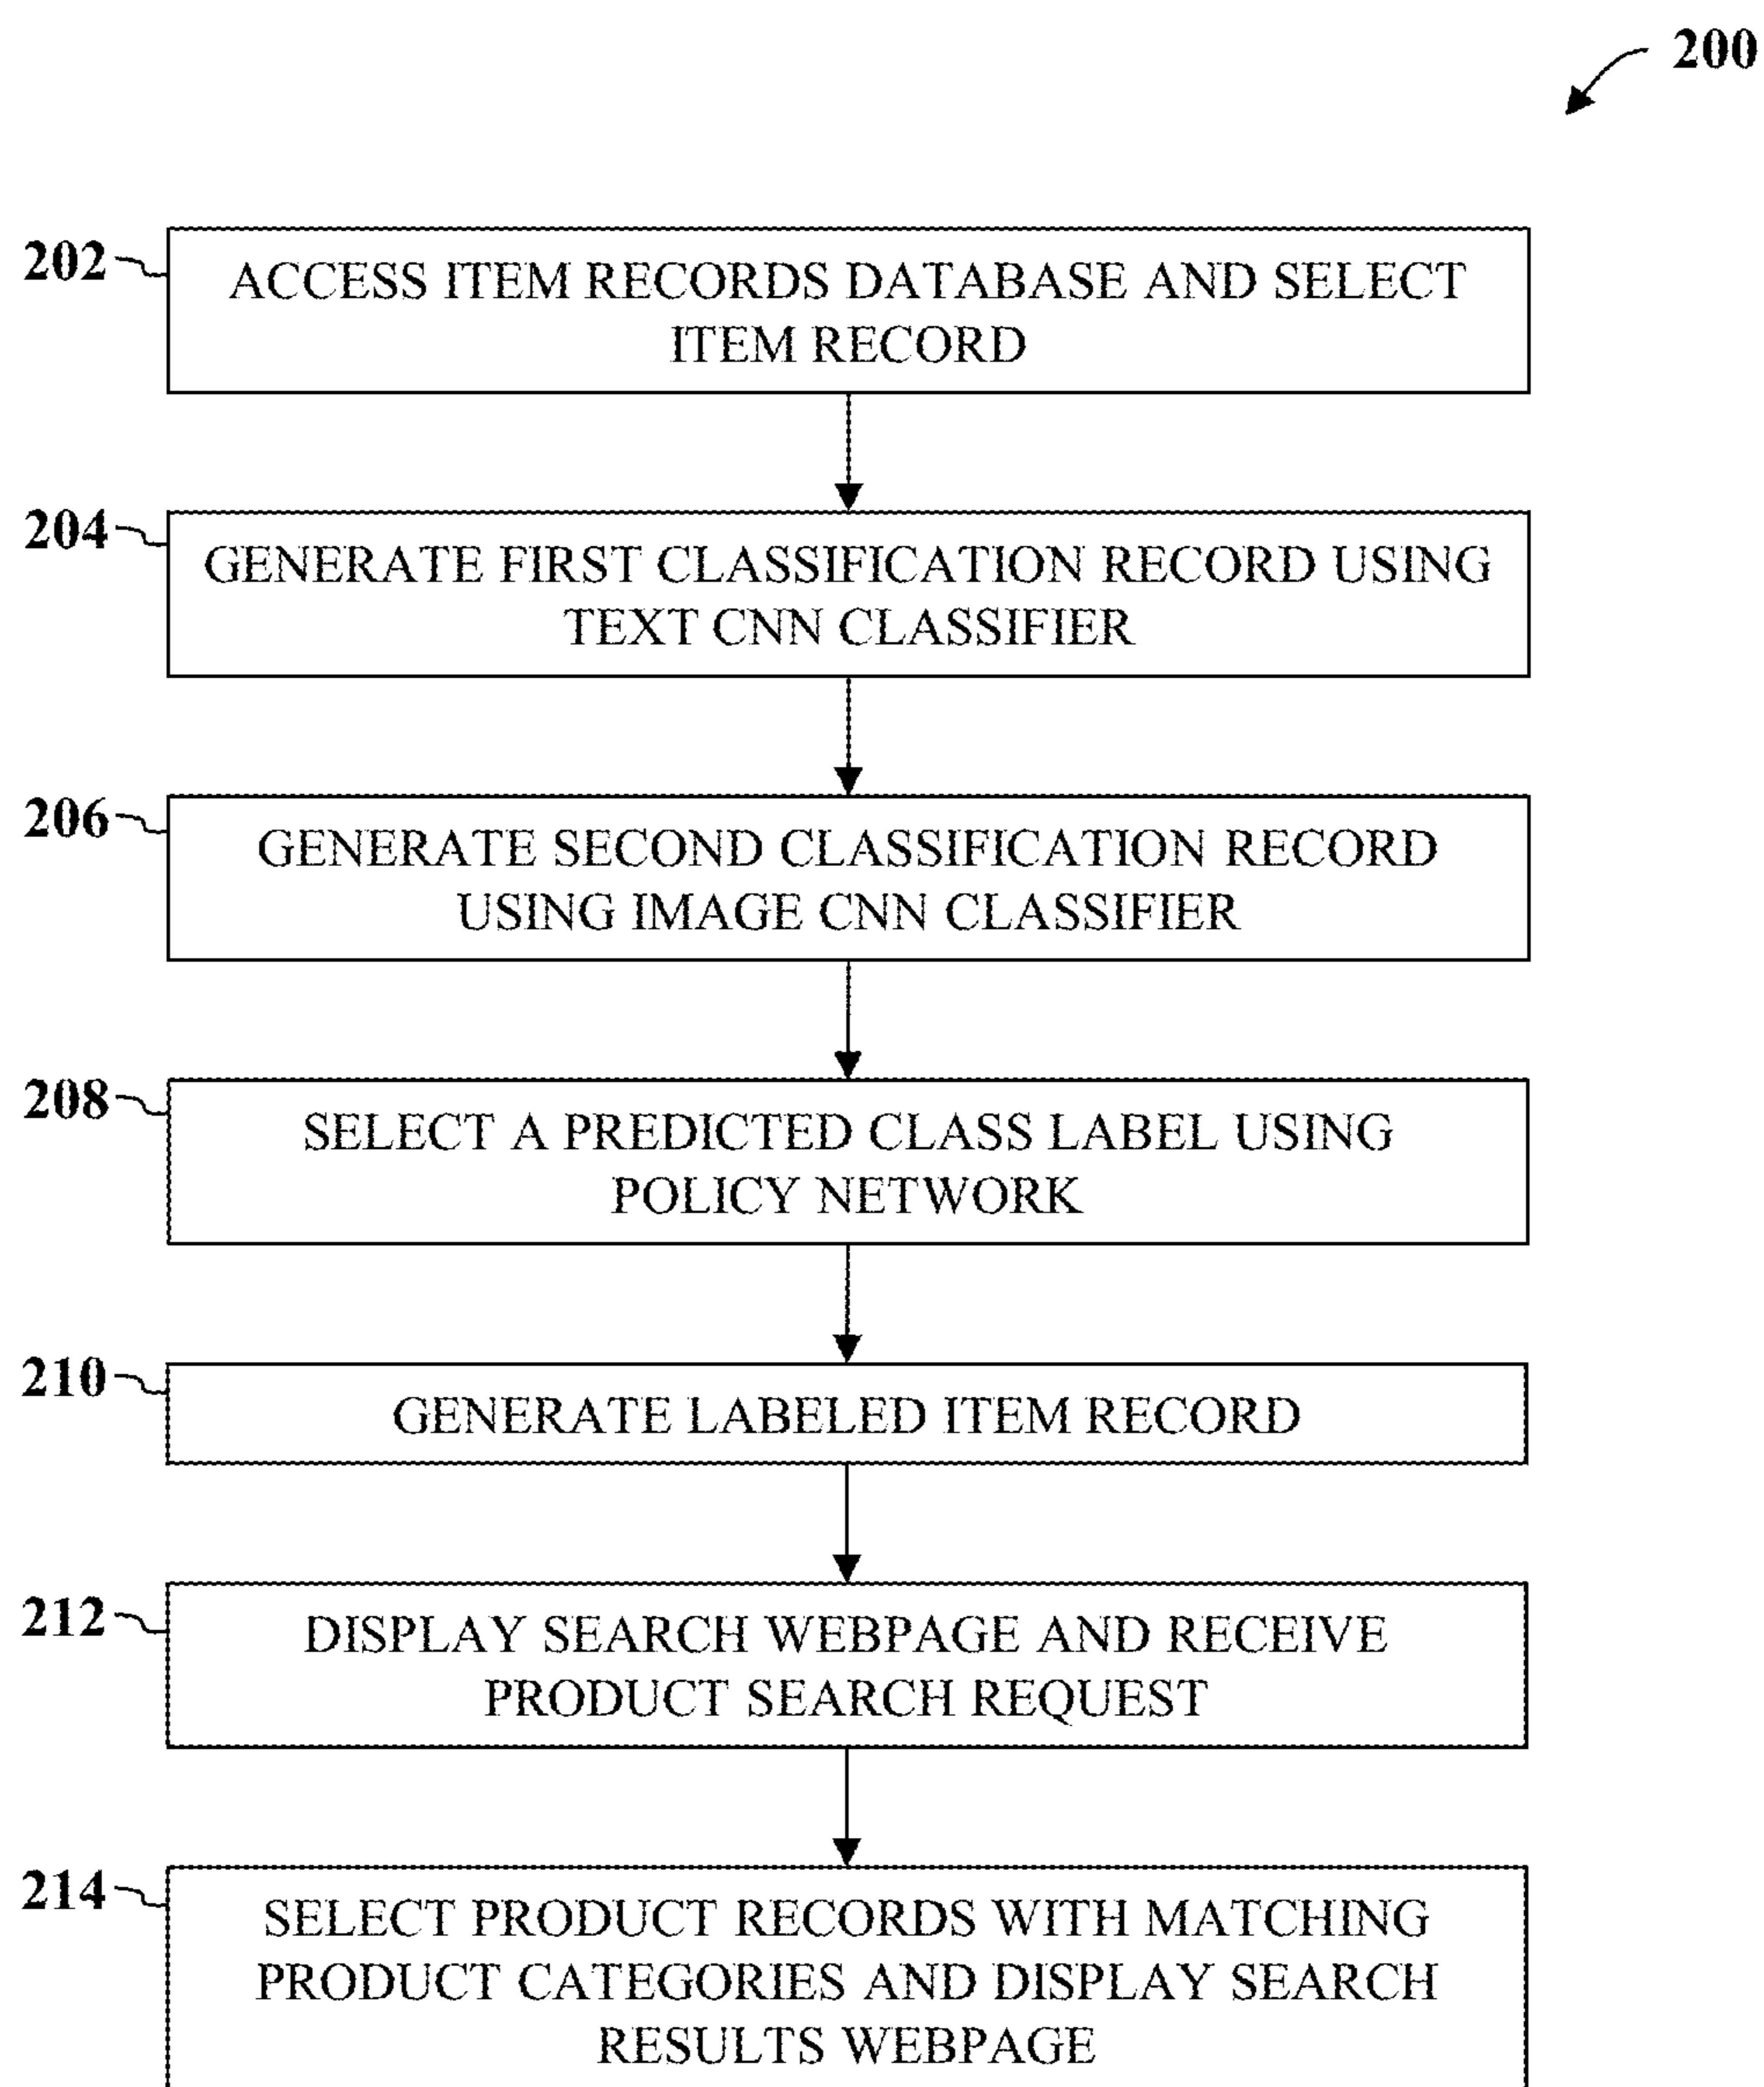 200
202
ACCESS ITEM RECORDS DATABASE AND SELECT
ITEM RECORD
204
GENERATE FIRST CLASSIFICATION RECORD USING
TEXT CNN CLASSIFIER
206
GENERATE SECOND CLASSIFICATION RECORD
USING IMAGE CNN CLASSIFIER
208
SELECT A PREDICTED CLASS LABEL USING
POLICY NETWORK
210
GENERATE LABELED ITEM RECORD
212
DISPLAY SEARCH WEBPAGE AND RECEIVE
PRODUCT SEARCH REQUEST
214
SELECT PRODUCT RECORDS WITH MATCHING
PRODUCT CATEGORIES AND DISPLAY SEARCH
RESULTS WEBPAGE